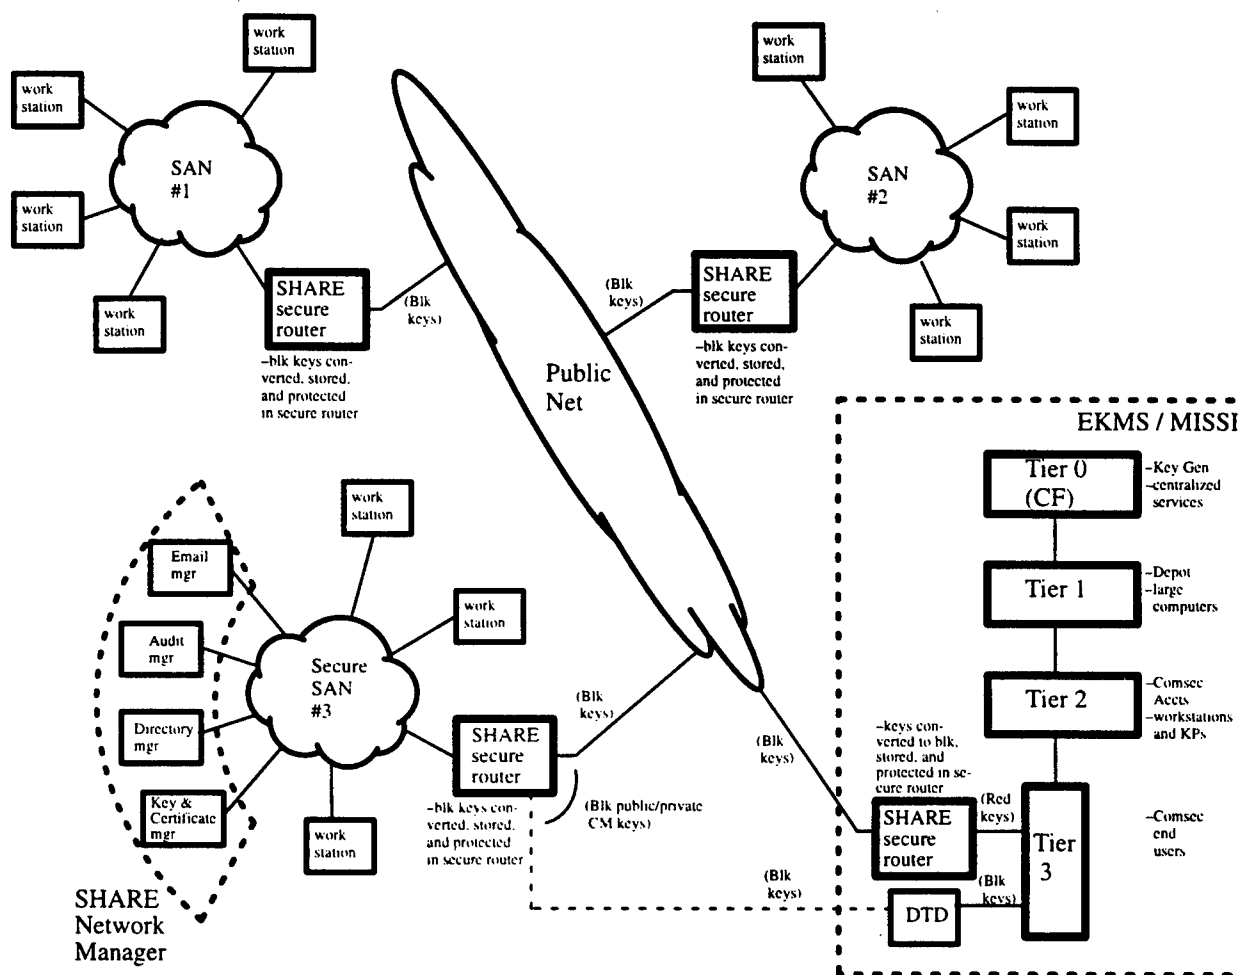 work
station
work
station
work
station
work
station
SAN
#1
SHARE
secure
router
(Blk
keys)
-blk keys con-
verted, stored,
and protected
in secure router
Public
Net
work
station
work
station
work
station
work
station
SAN
#2
SHARE
secure
router
(Blk
keys)
-blk keys con-
verted, stored,
and protected
in secure router
EKMS / MISSI
Tier 0
(CF)
-Key Gen
-centralized
services
Tier 1
-Depot
-large
computers
Tier 2
-Comsec
Accts
-workstations
and KPs
Tier
3
-Comsec
end
users
-keys con-
verted to blk,
stored, and
protected in se-
cure router
SHARE
secure
router
(Red
keys)
(Blk
keys)
DTD
(Blk
keys)
(Blk
keys)
work
station
work
station
work
station
Email
mgr
Audit
mgr
Directory
mgr
Key &
Certificate
mgr
Secure
SAN
#3
SHARE
secure
router
(Blk
keys)
-blk keys con-
verted, stored,
and protected
in secure router
(Blk public/private
CM keys)
SHARE
Network
Manager